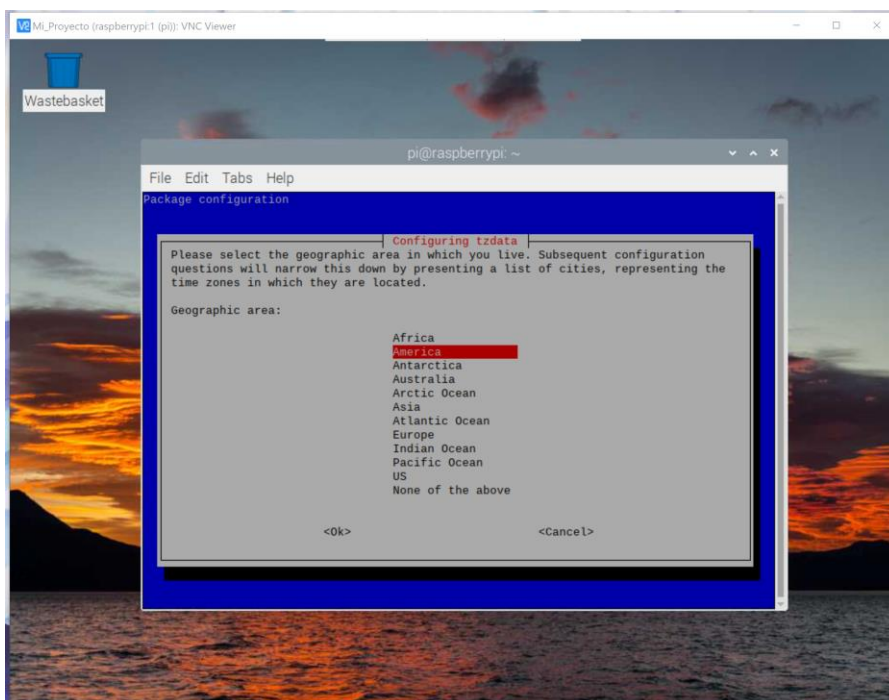 Mi_Proyecto (raspberrypi:1 (pi)): VNC Viewer
Wastebasket
pi@raspberrypi: ~
File Edit Tabs Help
Package configuration
Configuring tzdata
Please select the geographic area in which you live. Subsequent configuration
questions will narrow this down by presenting a list of cities, representing the
time zones in which they are located.
Geographic area:
Africa
America
Antarctica
Australia
Arctic Ocean
Asia
Atlantic Ocean
Europe
Indian Ocean
Pacific Ocean
US
None of the above
<Ok> <Cancel>